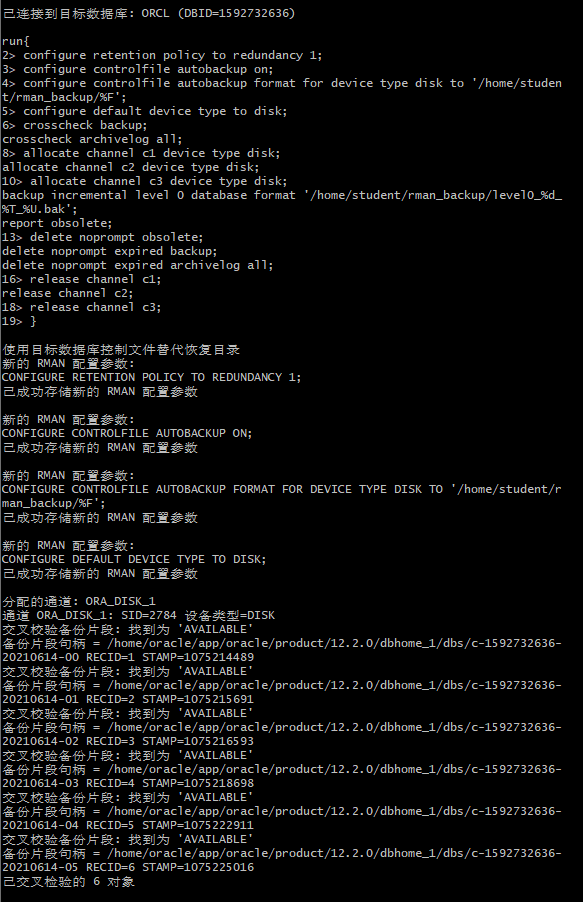 已连接到目标数据库: ORCL (DBID=1592732636)
run{
2> configure retention policy to redundancy 1;
3> configure controlfile autobackup on;
4> configure controlfile autobackup format for device type disk to '/home/studen
t/rman_backup/%F';
5> configure default device type to disk;
6> crosscheck backup;
crosscheck archivelog all;
8> allocate channel c1 device type disk;
allocate channel c2 device type disk;
10> allocate channel c3 device type disk;
backup incremental level 0 database format '/home/student/rman_backup/level0_%d_
%T_%U.bak';
report obsolete;
13> delete noprompt obsolete;
delete noprompt expired backup;
delete noprompt expired archivelog all;
16> release channel c1;
release channel c2;
18> release channel c3;
19> }
使用目标数据库控制文件替代恢复目录
新的 RMAN 配置参数:
CONFIGURE RETENTION POLICY TO REDUNDANCY 1;
已成功存储新的 RMAN 配置参数
新的 RMAN 配置参数:
CONFIGURE CONTROLFILE AUTOBACKUP ON;
已成功存储新的 RMAN 配置参数
新的 RMAN 配置参数:
CONFIGURE CONTROLFILE AUTOBACKUP FORMAT FOR DEVICE TYPE DISK TO '/home/student/r
man_backup/%F';
已成功存储新的 RMAN 配置参数
新的 RMAN 配置参数:
CONFIGURE DEFAULT DEVICE TYPE TO DISK;
已成功存储新的 RMAN 配置参数
分配的通道: ORA_DISK_1
通道 ORA_DISK_1: SID=2784 设备类型=DISK
交叉校验备份片段: 找到为 'AVAILABLE'
备份片段句柄 = /home/oracle/app/oracle/product/12.2.0/dbhome_1/dbs/c-1592732636-
20210614-00 RECID=1 STAMP=1075214489
交叉校验备份片段: 找到为 'AVAILABLE'
备份片段句柄 = /home/oracle/app/oracle/product/12.2.0/dbhome_1/dbs/c-1592732636-
20210614-01 RECID=2 STAMP=1075215691
交叉校验备份片段: 找到为 'AVAILABLE'
备份片段句柄 = /home/oracle/app/oracle/product/12.2.0/dbhome_1/dbs/c-1592732636-
20210614-02 RECID=3 STAMP=1075216593
交叉校验备份片段: 找到为 'AVAILABLE'
备份片段句柄 = /home/oracle/app/oracle/product/12.2.0/dbhome_1/dbs/c-1592732636-
20210614-03 RECID=4 STAMP=1075218698
交叉校验备份片段: 找到为 'AVAILABLE'
备份片段句柄 = /home/oracle/app/oracle/product/12.2.0/dbhome_1/dbs/c-1592732636-
20210614-04 RECID=5 STAMP=1075222911
交叉校验备份片段: 找到为 'AVAILABLE'
备份片段句柄 = /home/oracle/app/oracle/product/12.2.0/dbhome_1/dbs/c-1592732636-
20210614-05 RECID=6 STAMP=1075225016
已交叉检验的 6 对象